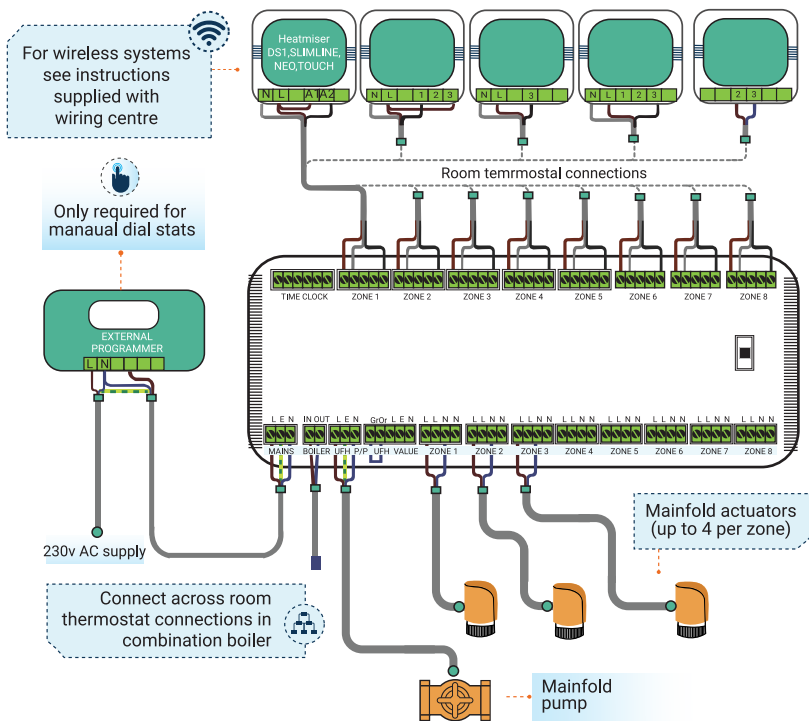 For wireless systems
see instructions
supplied with
wiring centre
Heatmiser
DS1,SLIMLINE,
NEO,TOUCH
N L A1 A2
N L 1 2 3
N L 3
N L 1 2 3
2 3
Room temrmostal connections
Only required for
manaual dial stats
EXTERNAL
PROGRAMMER
L N
TIME CLOCK
ZONE 1
ZONE 2
ZONE 3
ZONE 4
ZONE 5
ZONE 6
ZONE 7
ZONE 8
L E N
IN OUT
L E N
GrOr L E N
L L N N
L L N N
L L N N
L L N N
L L N N
L L N N
L L N N
L L N N
MAINS
BOILER
UFH P/P
UFH VALUE
ZONE 1
ZONE 2
ZONE 3
ZONE 4
ZONE 5
ZONE 6
ZONE 7
ZONE 8
230v AC supply
Mainfold actuators
(up to 4 per zone)
Connect across room
thermostat connections in
combination boiler
Mainfold
pump